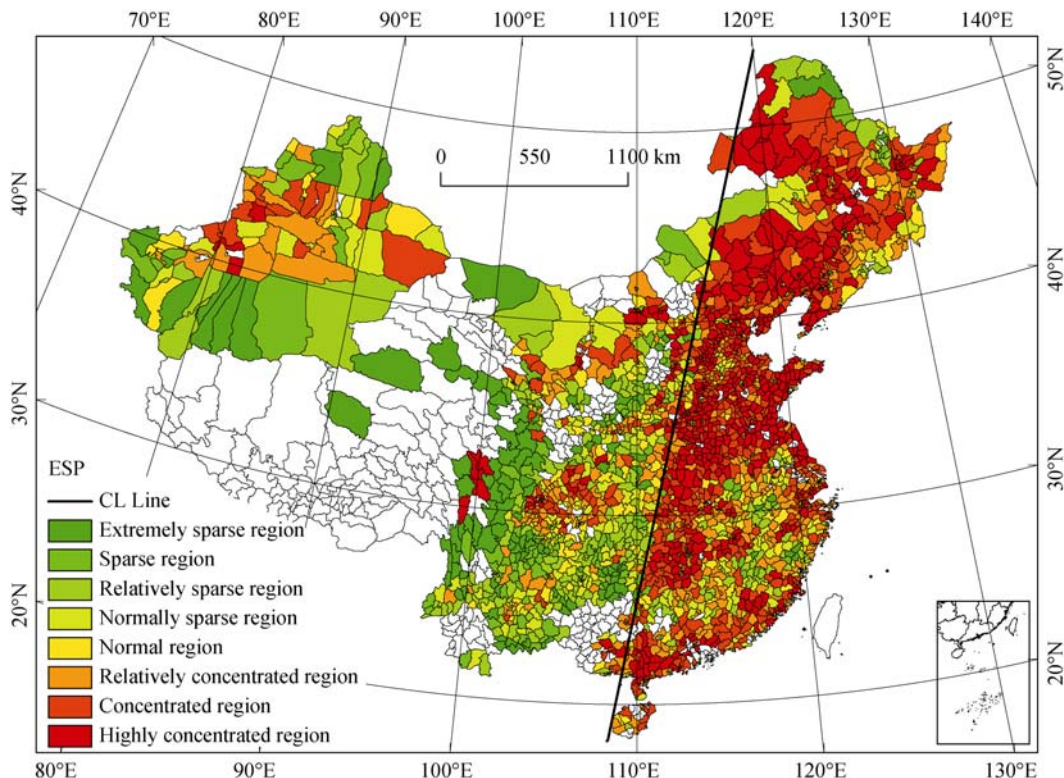 70°E 80°E 90°E 100°E 110°E 120°E 130°E 140°E
50°N
40°N
30°N
20°N
50°N
40°N
30°N
20°N
0 550 1100 km
ESP
CL Line
Extremely sparse region
Sparse region
Relatively sparse region
Normally sparse region
Normal region
Relatively concentrated region
Concentrated region
Highly concentrated region
80°E 90°E 100°E 110°E 120°E 130°E